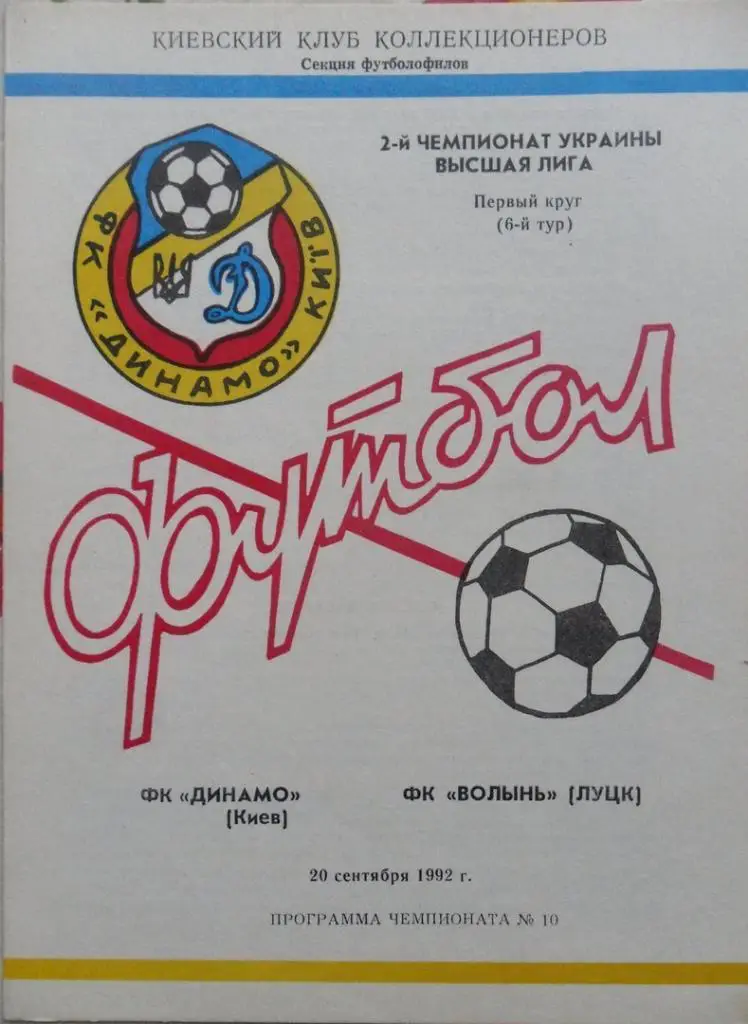 КИЕВСКИЙ КЛУБ КОЛЛЕКЦИОНЕРОВ
Секция футболофилов
ФК «ДИНАМО» КИЇВ
Д
2-й ЧЕМПИОНАТ УКРАИНЫ
ВЫСШАЯ ЛИГА
Первый круг
(6-й тур)
футбол
ФК «ДИНАМО»
(Киев)
ФК «ВОЛЫНЬ» (ЛУЦК)
20 сентября 1992 г.
ПРОГРАММА ЧЕМПИОНАТА № 10